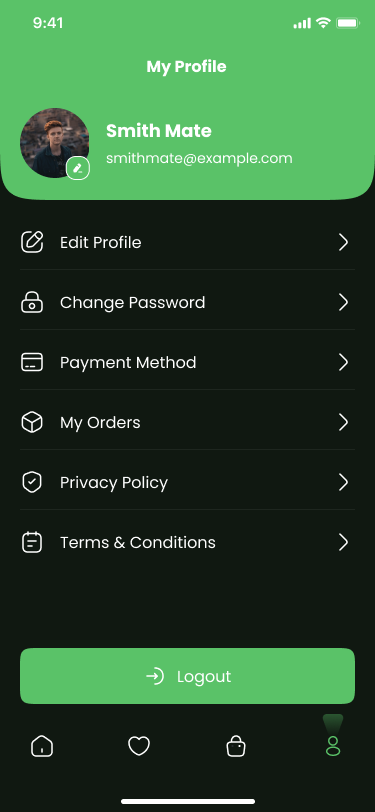 9:41
My Profile
Smith Mate
smithmate@example.com
Edit Profile
Change Password
Payment Method
My Orders
Privacy Policy
Terms & Conditions
Logout